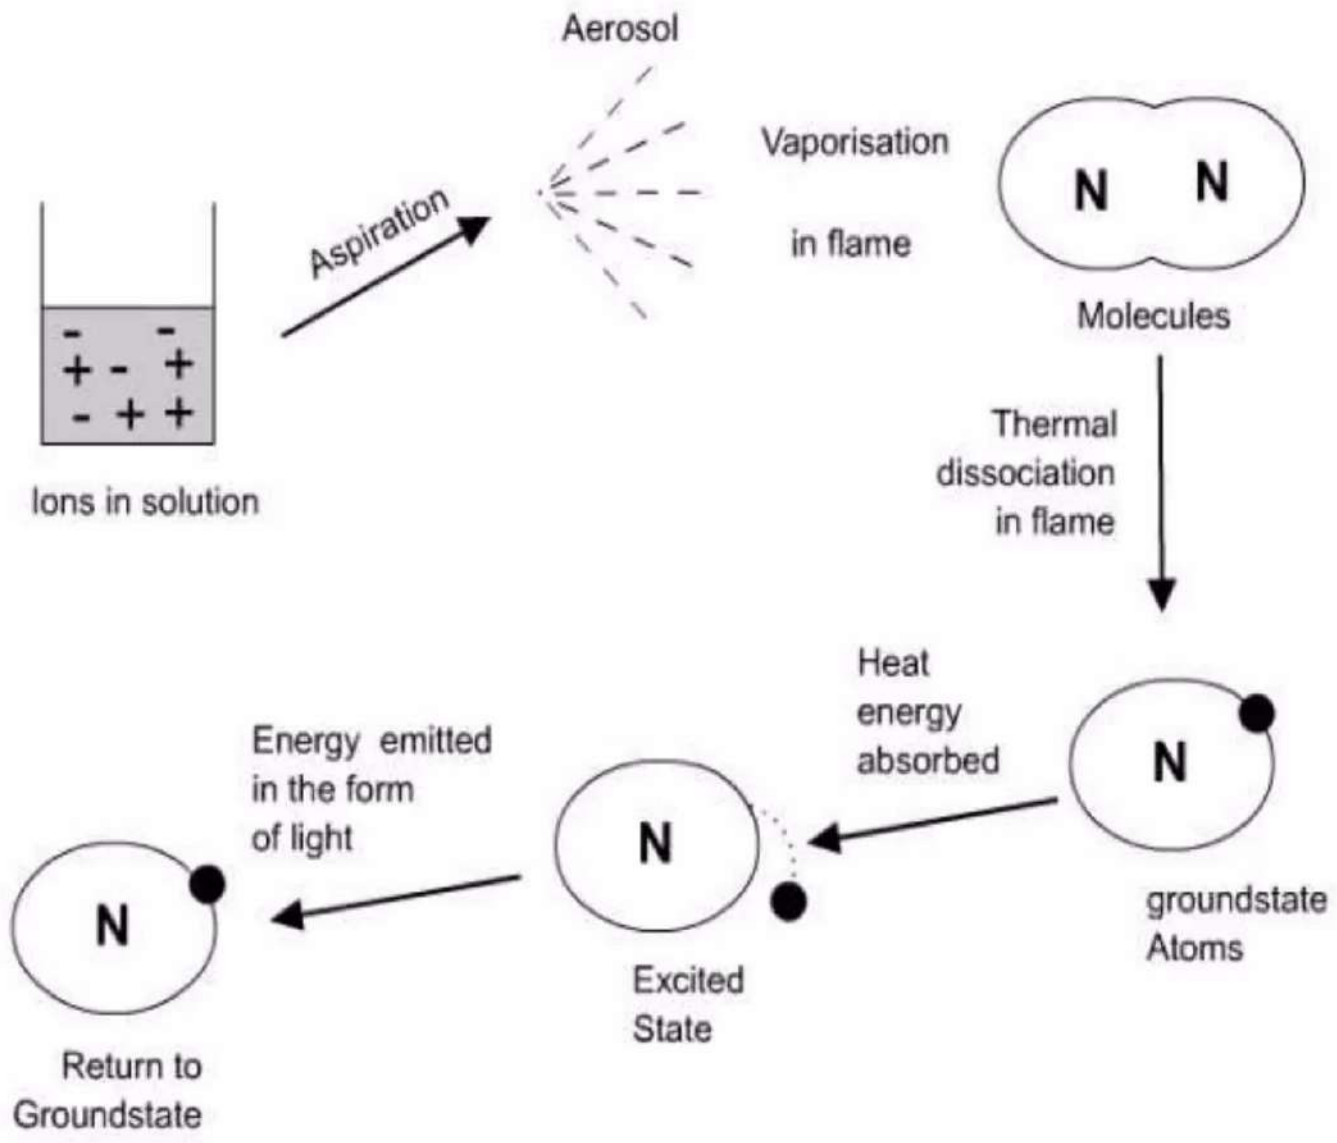 Aerosol
Aspiration
Vaporisation
in flame
N N
Molecules
- -
+ - +
- + +
Ions in solution
Thermal
dissociation
in flame
N
groundstate
Atoms
Heat
energy
absorbed
N
Excited
State
Energy emitted
in the form
of light
N
Return to
Groundstate